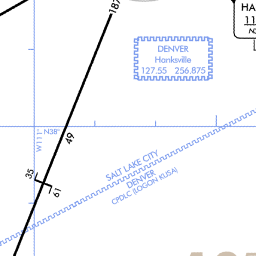 187
HA
11
N3
DENVER
Hanksville
127.55 256.875
W111° N38°
49
35
61
SALT LAKE CITY
DENVER
CPDLC (LOGON KUSA)